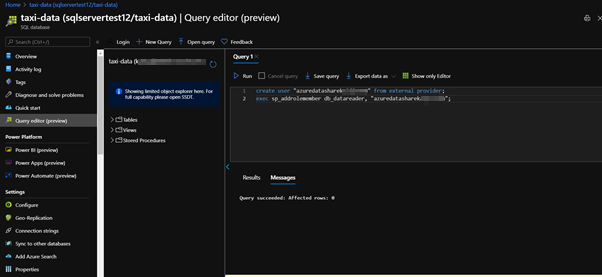 Home > taxi-data (sqlservertest12/taxi-data)
taxi-data (sqlservertest12/taxi-data) | Query editor (preview)
SQL database
Search (Ctrl+/)
Login
New Query
Open query
Feedback
Overview
Activity log
Tags
Diagnose and solve problems
Quick start
Query editor (preview)
Power Platform
Power BI (preview)
Power Apps (preview)
Power Automate (preview)
Settings
Configure
Geo-Replication
Connection strings
Sync to other databases
Add Azure Search
Properties
taxi-data (k
Showing limited object explorer here. For
full capability please open SSDT.
Tables
Views
Stored Procedures
Query 1
Run
Cancel query
Save query
Export data as
Show only Editor
1 create user "azuredatasharek from external provider;
2 exec sp_addrolemember db_datareader, "azuredatasharek ";
Results
Messages
Query succeeded: Affected rows: 0